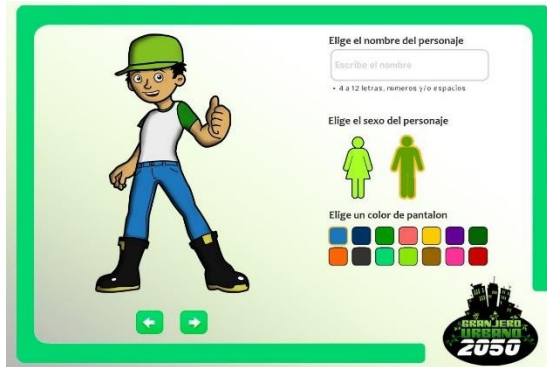 Elige el nombre del personaje
Escribe el nombre
• 4 a 12 letras, numeros y/o espacios
Elige el sexo del personaje
Elige un color de pantalon
GRANJERO
URBANO
2050